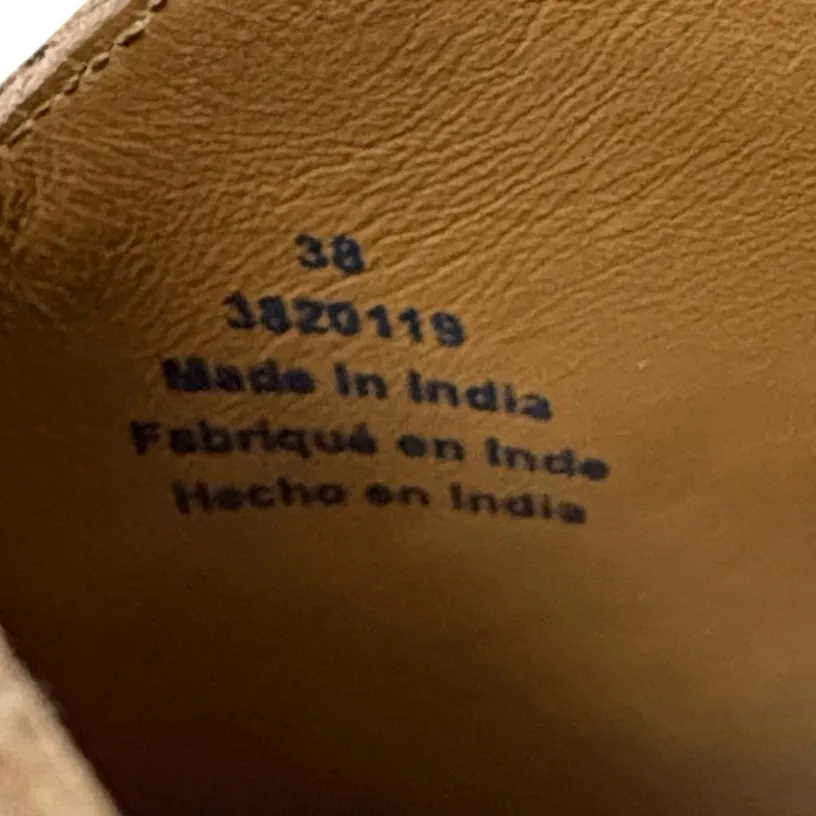 38
3820119
Made In India
Fabriqué en Inde
Hecho en India